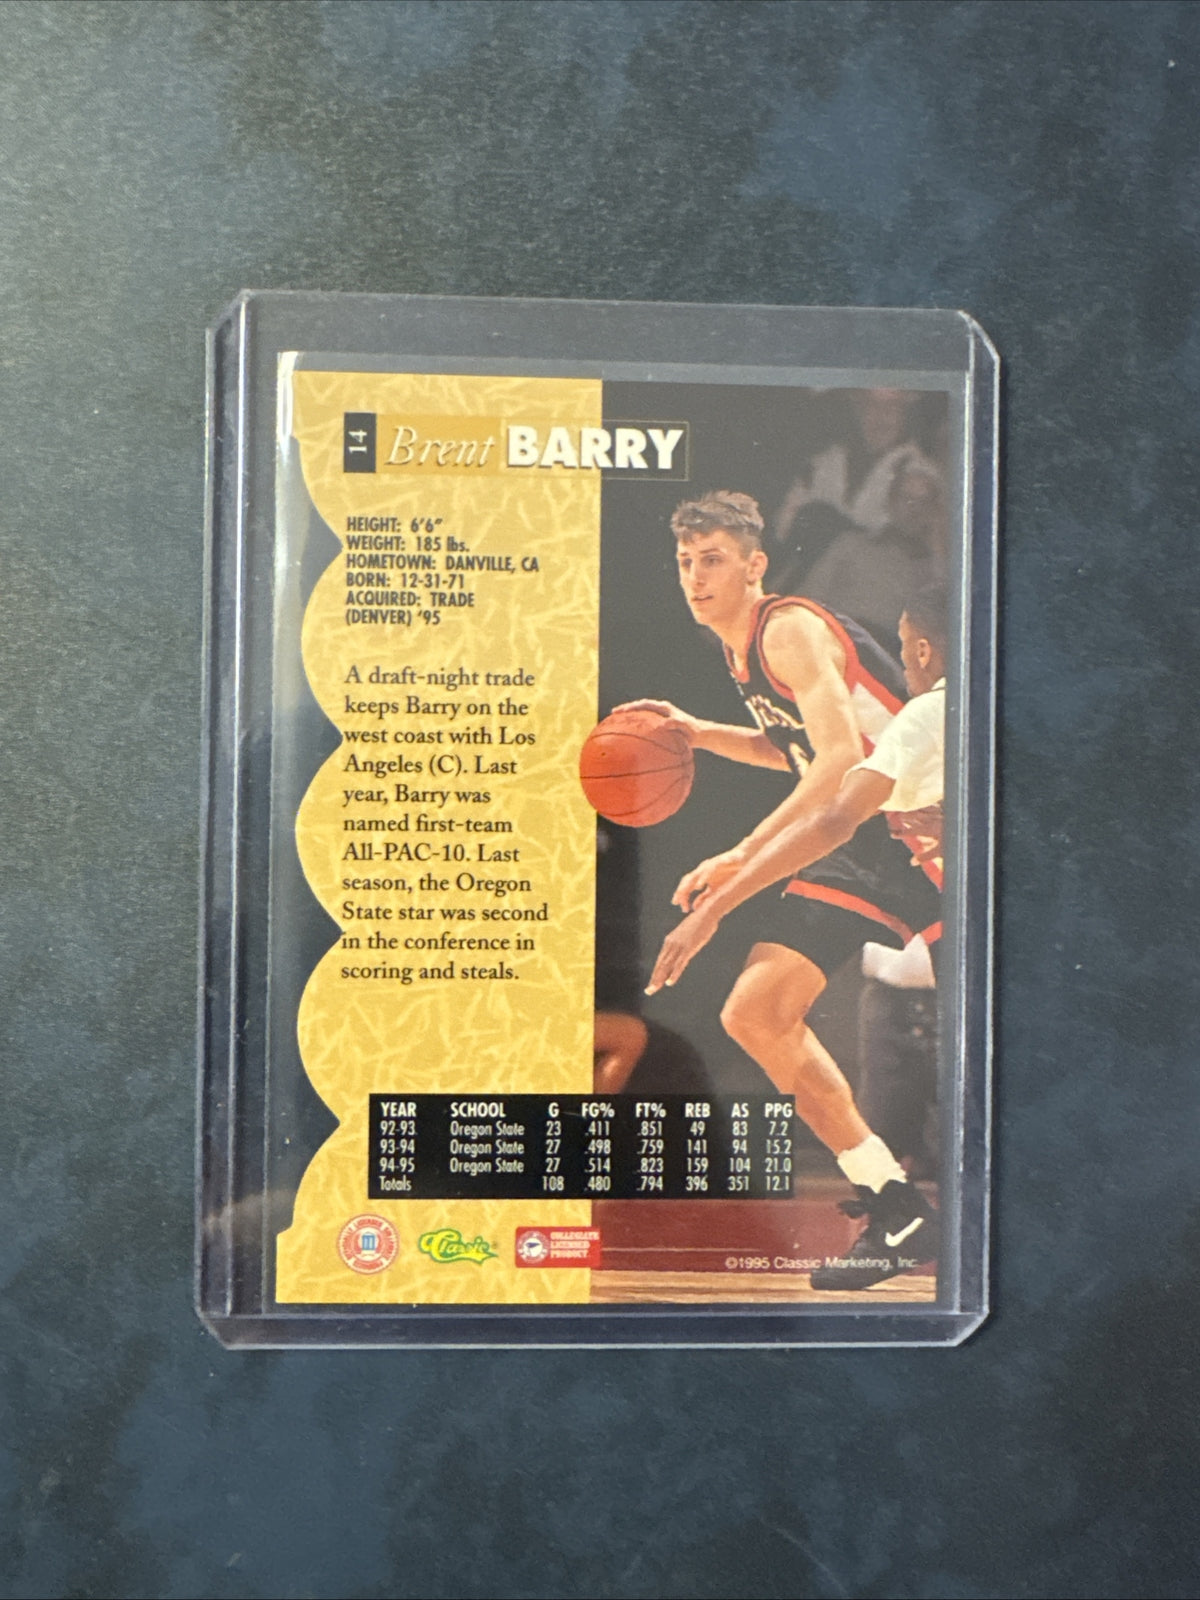 14 Brent BARRY
HEIGHT: 6'6"
WEIGHT: 185 lbs.
HOMETOWN: DANVILLE, CA
BORN: 12-31-71
ACQUIRED: TRADE
(DENVER) '95
A draft-night trade
keeps Barry on the
west coast with Los
Angeles (C). Last
year, Barry was
named first-team
All-PAC-10. Last
season, the Oregon
State star was second
in the conference in
scoring and steals.
YEAR SCHOOL G FG% FT% REB AS PPG
92-93 Oregon State 23 .411 .851 49 83 7.2
93-94 Oregon State 27 .498 .759 141 94 15.2
94-95 Oregon State 27 .514 .823 159 104 21.0
Totals 108 .480 .794 396 351 12.1
Classic
COLLEGIATE
LICENSED
PRODUCT
©1995 Classic Marketing, Inc.